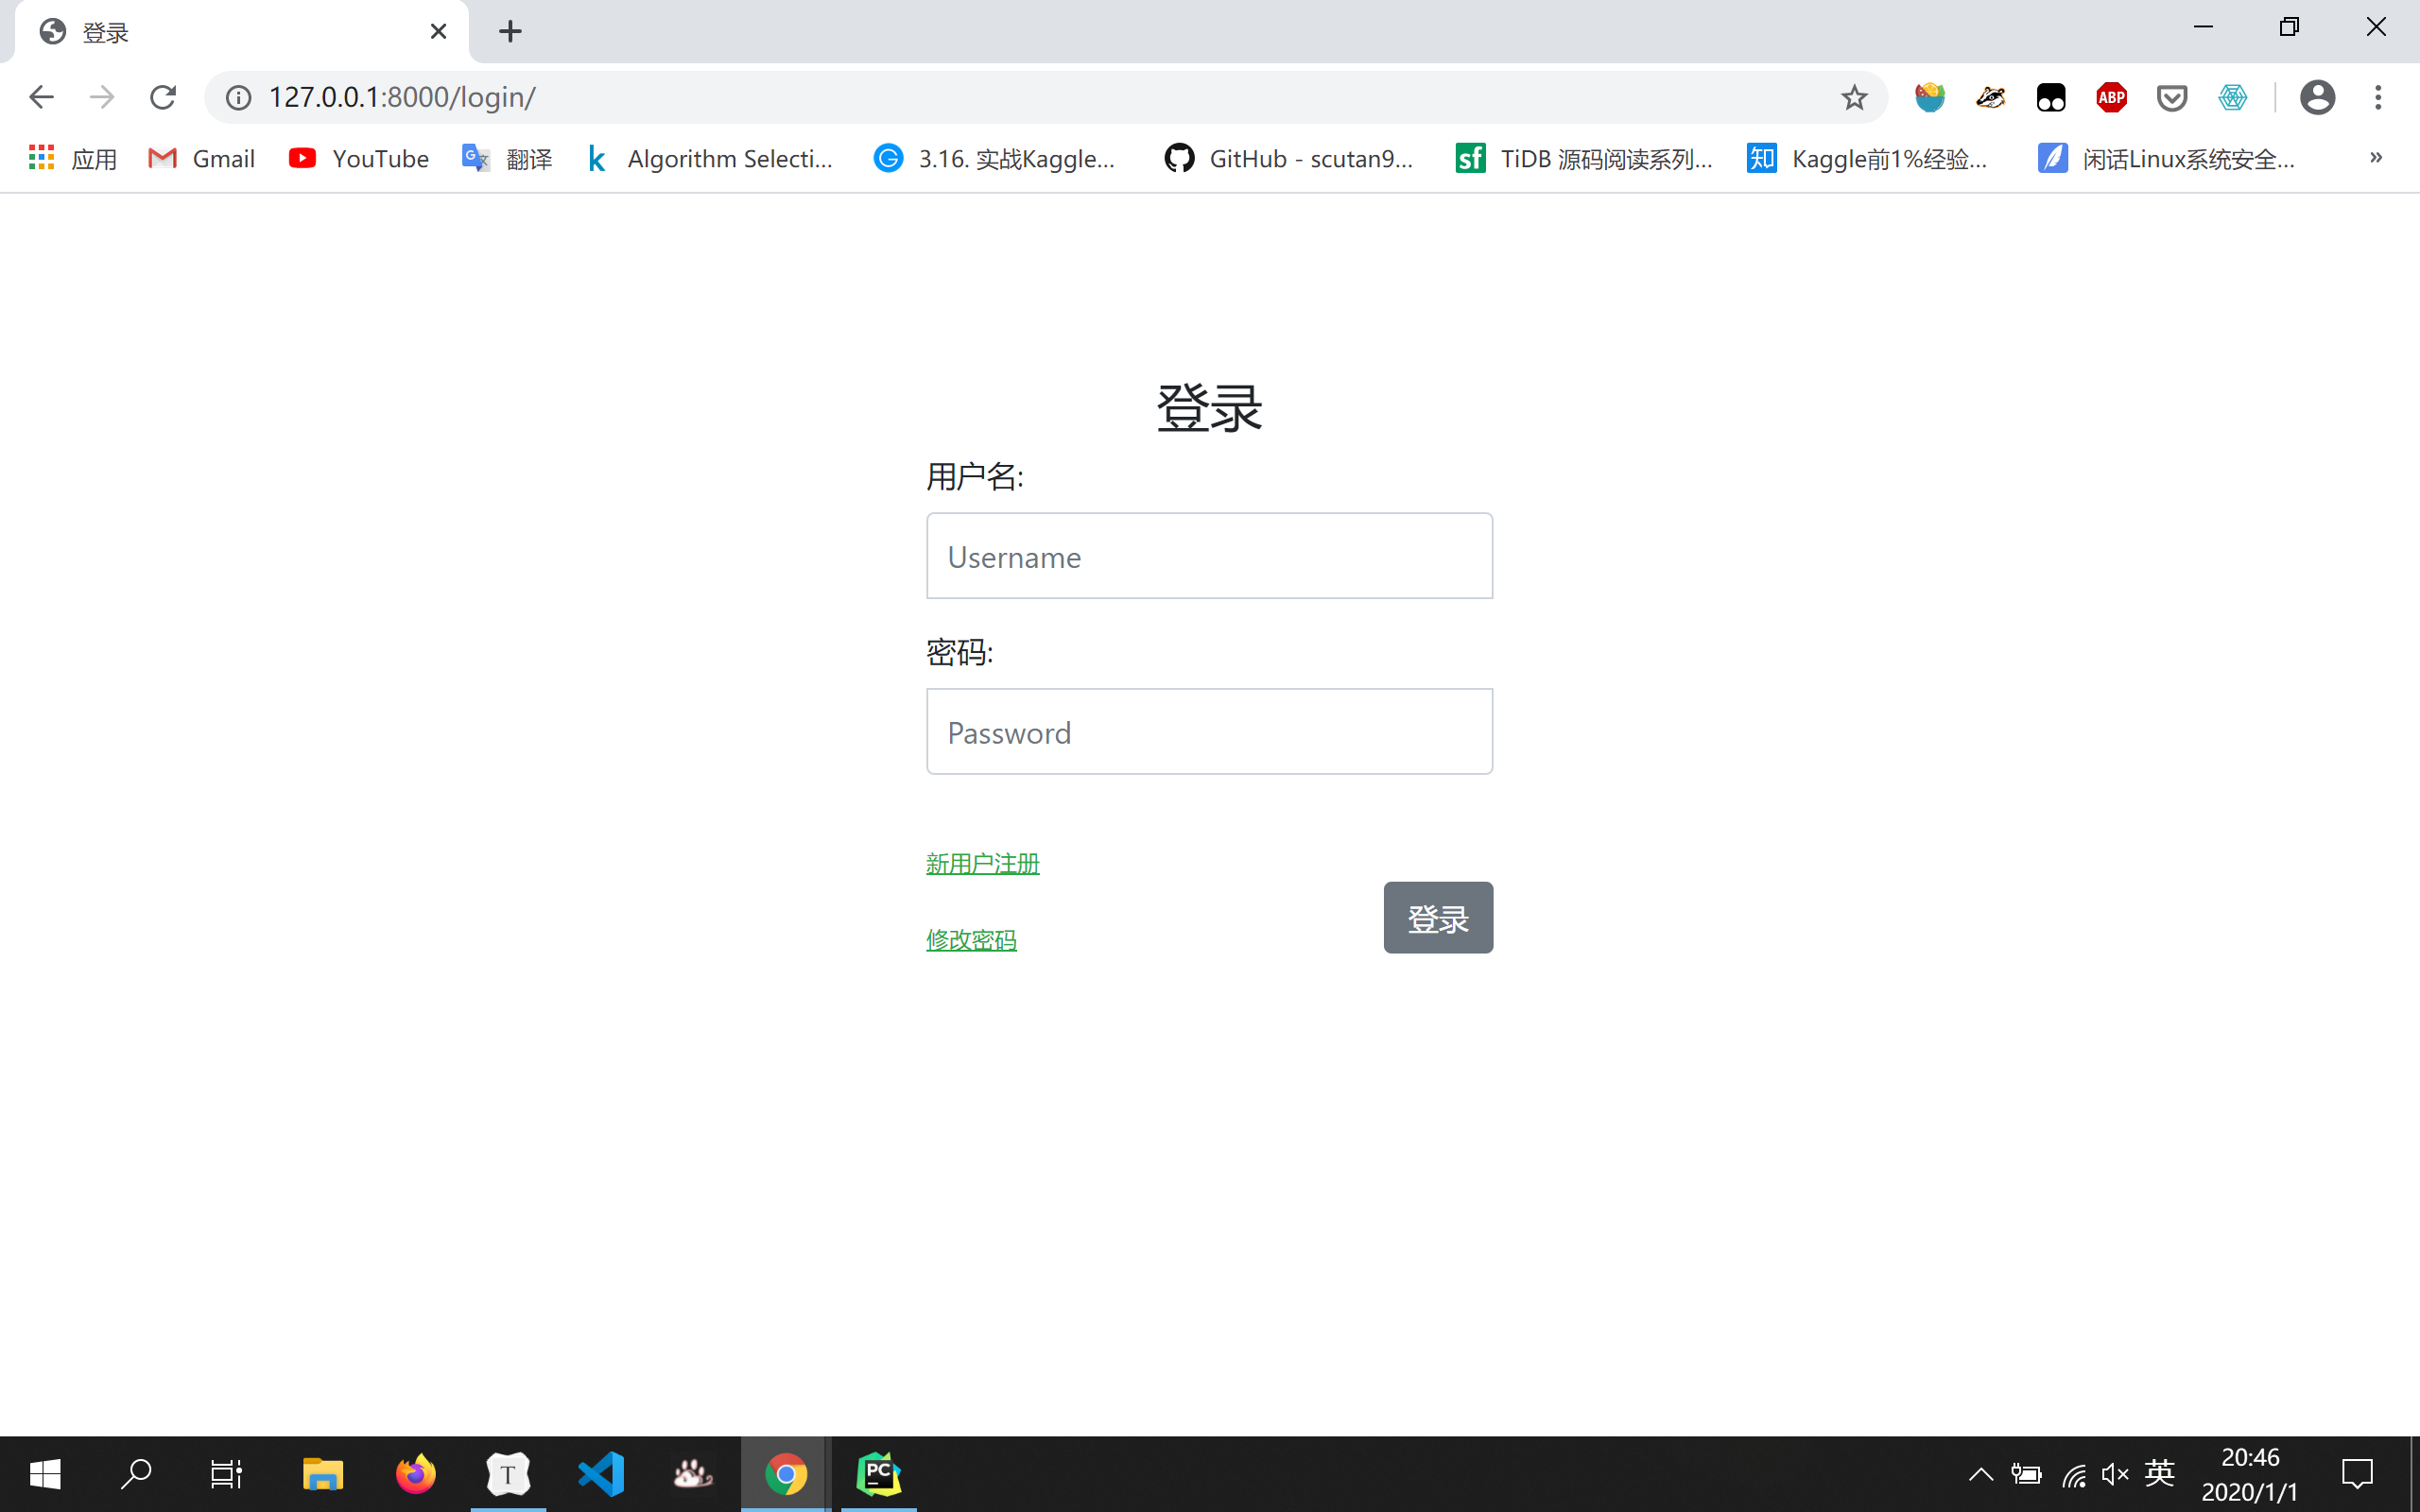 登录
127.0.0.1:8000/login/
ABP
应用 Gmail YouTube 翻译 Algorithm Selecti... 3.16. 实战Kaggle... GitHub - scutan9... TiDB 源码阅读系列... Kaggle前1%经验... 闲话Linux系统安全... »
登录
用户名:
Username
密码:
Password
新用户注册
登录
修改密码
英
20:46
2020/1/1